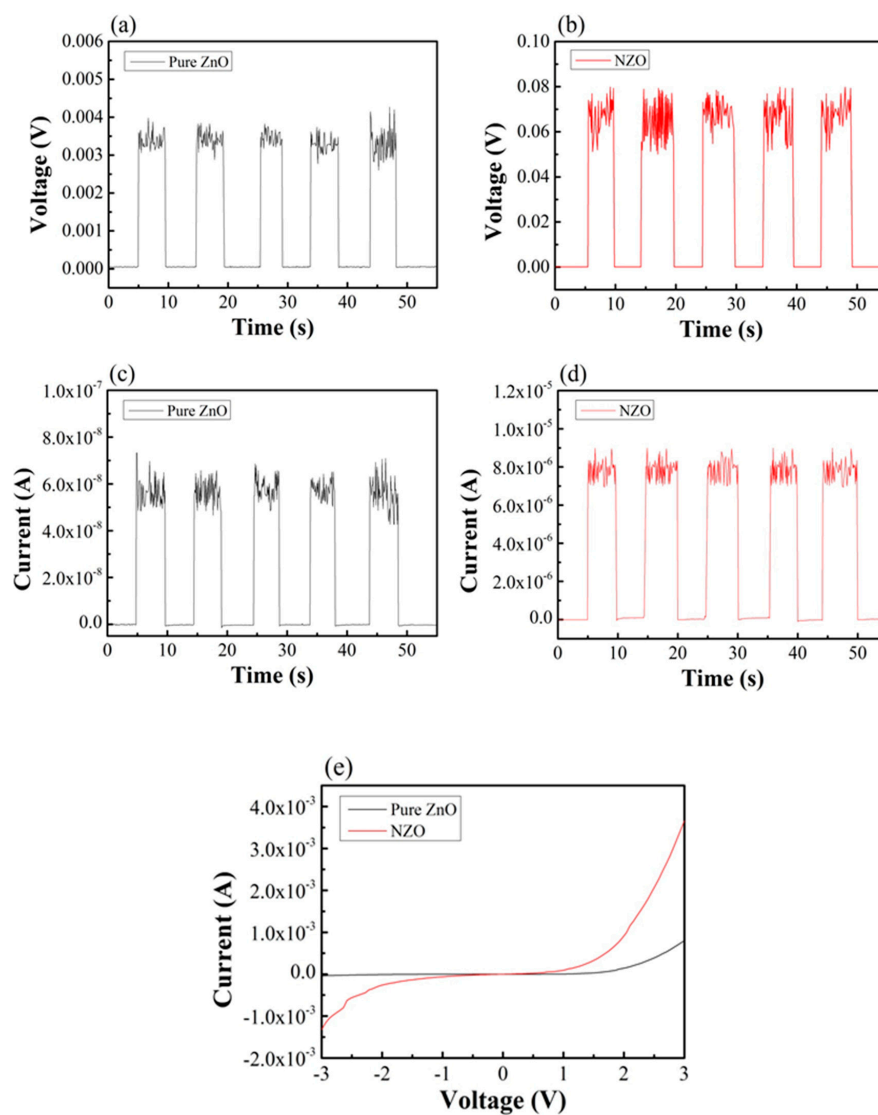 (a)
Pure ZnO
Voltage (V)
0.006
0.005
0.004
0.003
0.002
0.001
0.000
0 10 20 30 40 50
Time (s)
(b)
NZO
Voltage (V)
0.10
0.08
0.06
0.04
0.02
0.00
0 10 20 30 40 50
Time (s)
(c)
Pure ZnO
Current (A)
1.0x10⁻⁷
8.0x10⁻⁸
6.0x10⁻⁸
4.0x10⁻⁸
2.0x10⁻⁸
0.0
0 10 20 30 40 50
Time (s)
(d)
NZO
Current (A)
1.2x10⁻⁵
1.0x10⁻⁵
8.0x10⁻⁶
6.0x10⁻⁶
4.0x10⁻⁶
2.0x10⁻⁶
0.0
0 10 20 30 40 50
Time (s)
(e)
Pure ZnO
NZO
Current (A)
4.0x10⁻³
3.0x10⁻³
2.0x10⁻³
1.0x10⁻³
0.0
-1.0x10⁻³
-2.0x10⁻³
-3 -2 -1 0 1 2 3
Voltage (V)